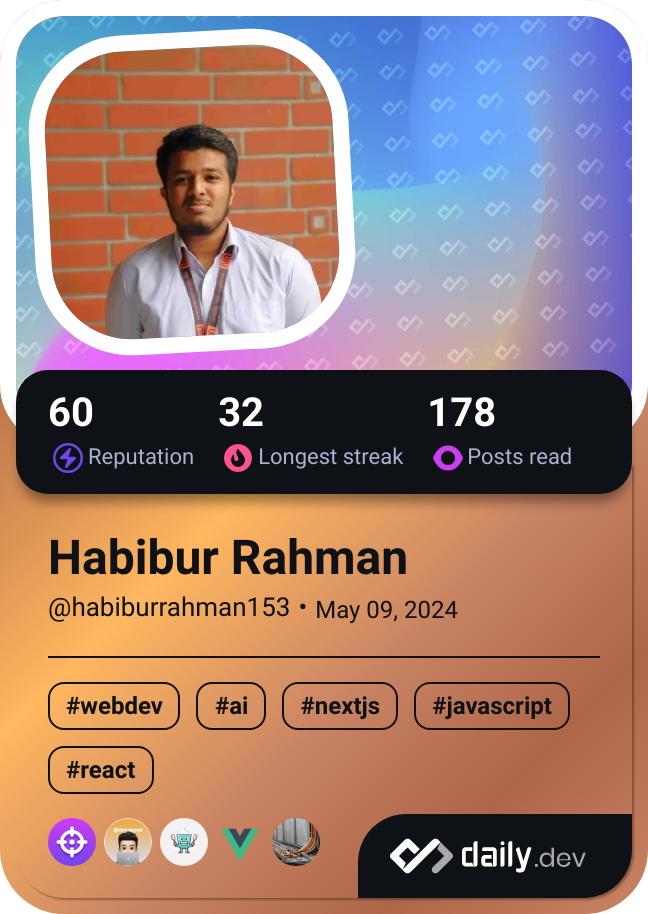 60 32 178
Reputation Longest streak Posts read
Habibur Rahman
@habiburrahman153 • May 09, 2024
#webdev #ai #nextjs #javascript
#react
daily.dev